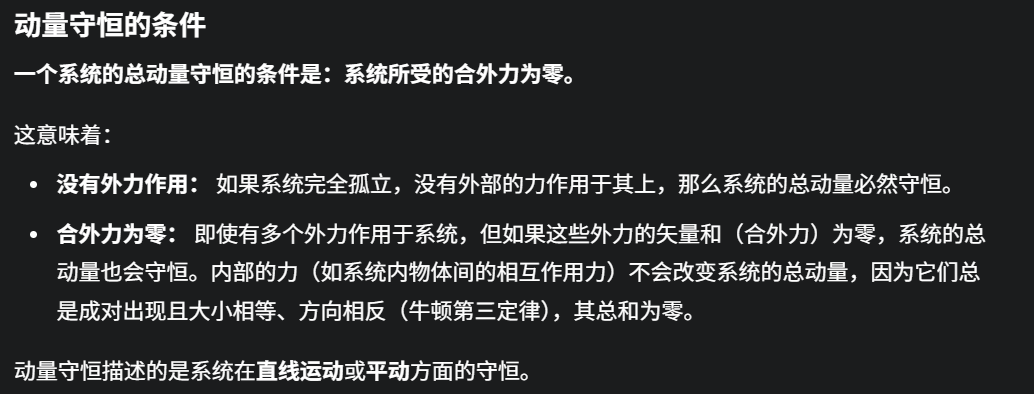 动量守恒的条件
一个系统的总动量守恒的条件是：系统所受的合外力为零。
这意味着：
• 没有外力作用： 如果系统完全孤立，没有外部的力作用于其上，那么系统的总动量必然守恒。
• 合外力为零： 即使有多个外力作用于系统，但如果这些外力的矢量和（合外力）为零，系统的总
动量也会守恒。内部的力（如系统内物体间的相互作用力）不会改变系统的总动量，因为它们总
是成对出现且大小相等、方向相反（牛顿第三定律），其总和为零。
动量守恒描述的是系统在直线运动或平动方面的守恒。